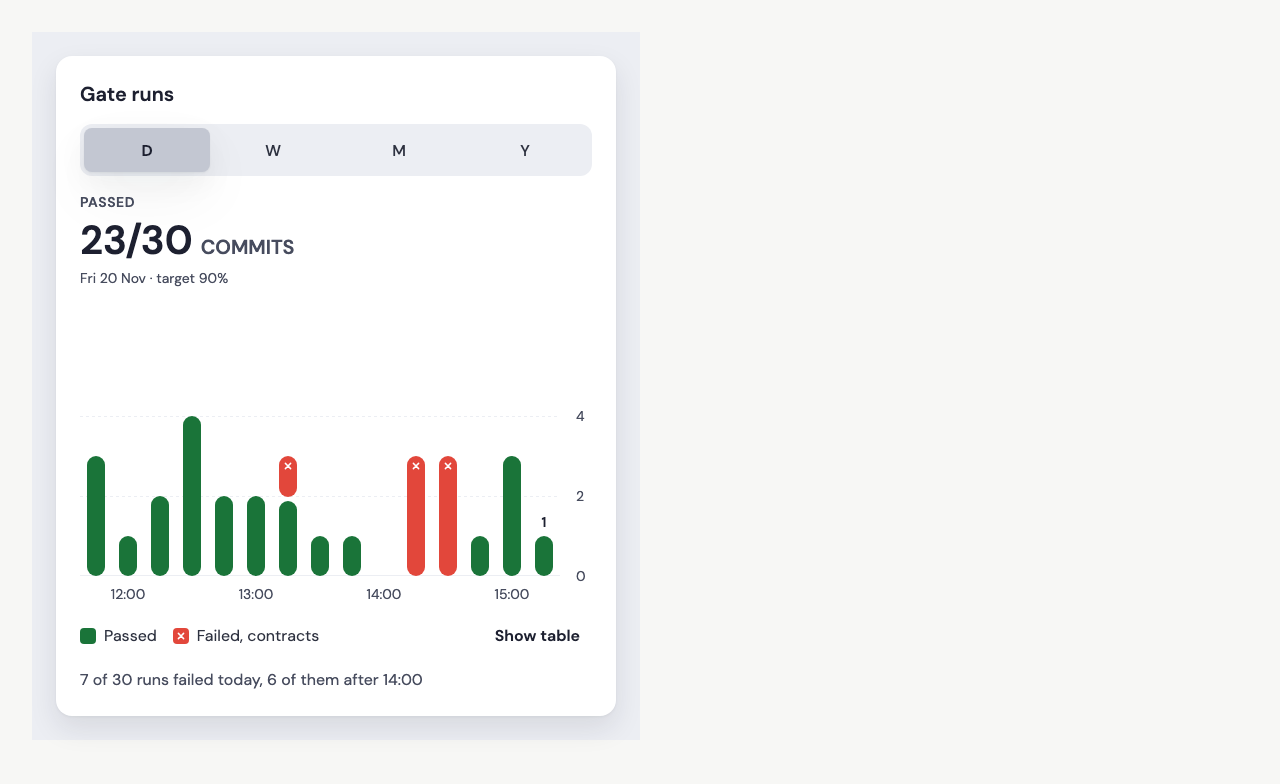 Gate runs
D W M Y
PASSED
23/30 COMMITS
Fri 20 Nov · target 90%
4
2
1
0
12:00 13:00 14:00 15:00
Passed Failed, contracts Show table
7 of 30 runs failed today, 6 of them after 14:00